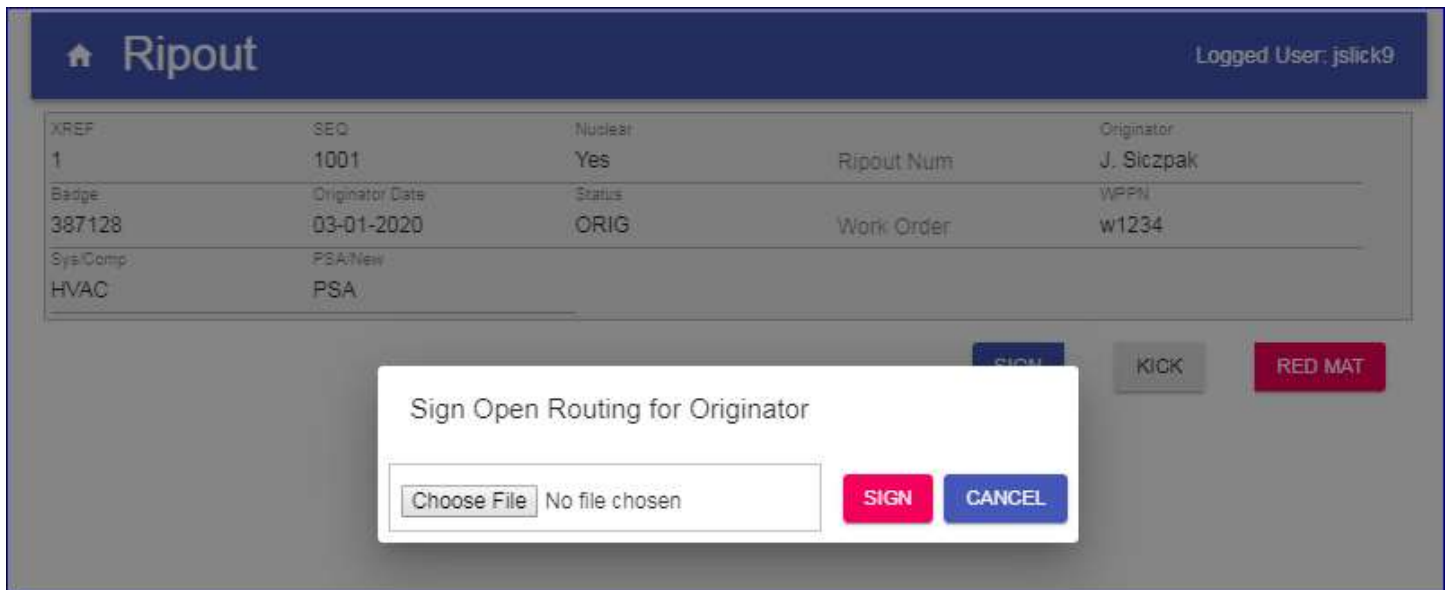 Ripout
Logged User: jslick9
XREF SEQ Nuclear Originator
1 1001 Yes Ripout Num J. Siczpak
Badge Originator Date Status WPPN
387128 03-01-2020 ORIG Work Order w1234
Sys/Comp PSA/New
HVAC PSA
SIGN KICK RED MAT
Sign Open Routing for Originator
Choose File No file chosen SIGN CANCEL